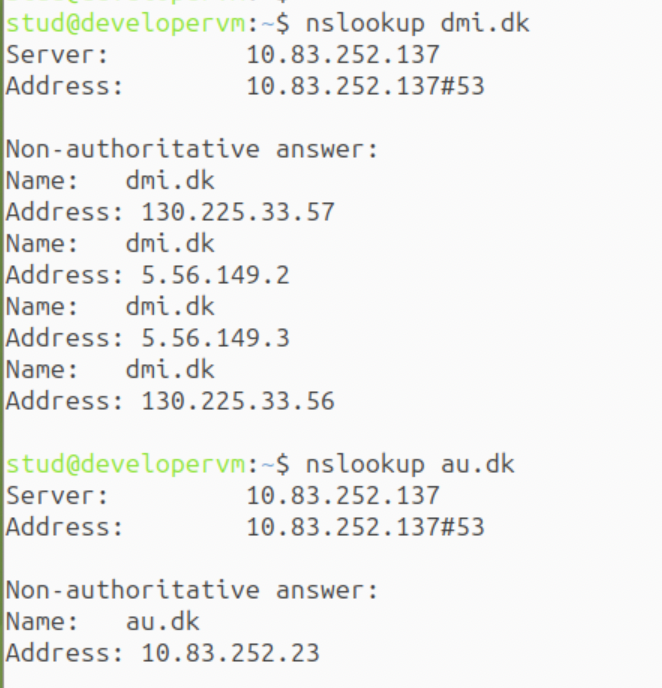 stud@developervm:~$ nslookup dmi.dk
Server:         10.83.252.137
Address:        10.83.252.137#53
Non-authoritative answer:
Name:   dmi.dk
Address: 130.225.33.57
Name:   dmi.dk
Address: 5.56.149.2
Name:   dmi.dk
Address: 5.56.149.3
Name:   dmi.dk
Address: 130.225.33.56
stud@developervm:~$ nslookup au.dk
Server:         10.83.252.137
Address:        10.83.252.137#53
Non-authoritative answer:
Name:   au.dk
Address: 10.83.252.23